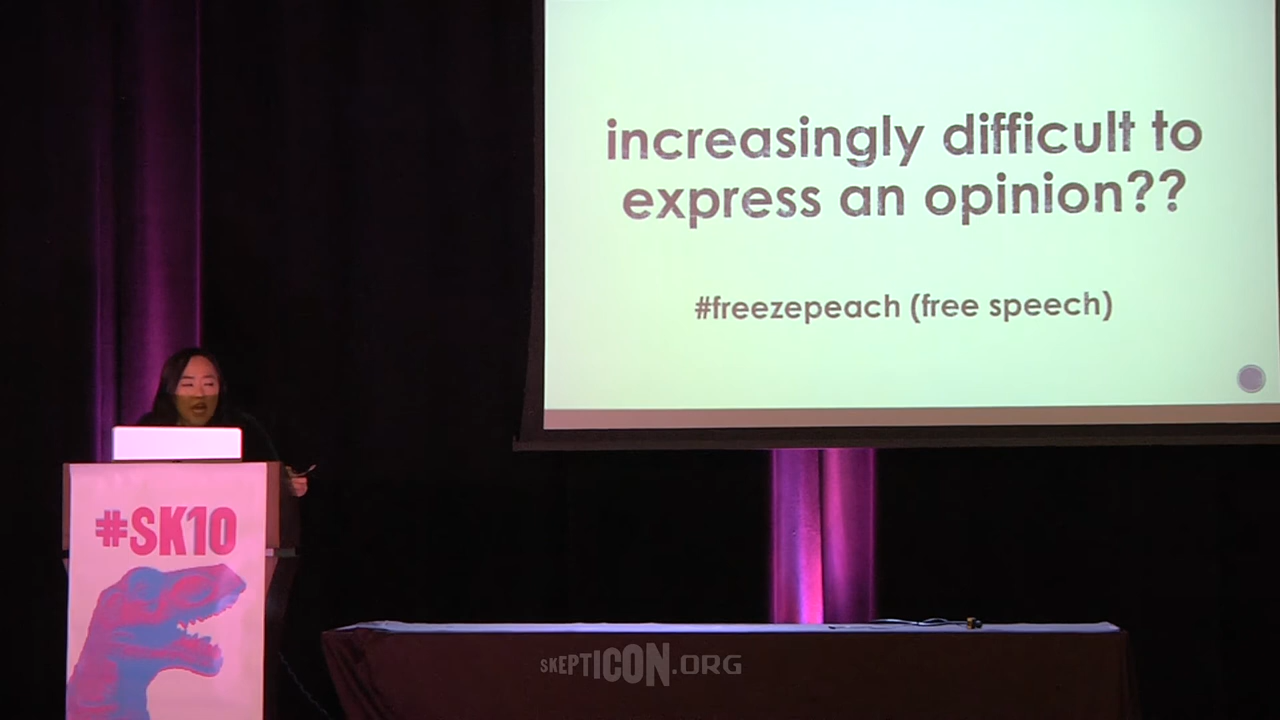 increasingly difficult to
express an opinion??
#freezepeach (free speech)
#SK10
SKEPTICON.ORG